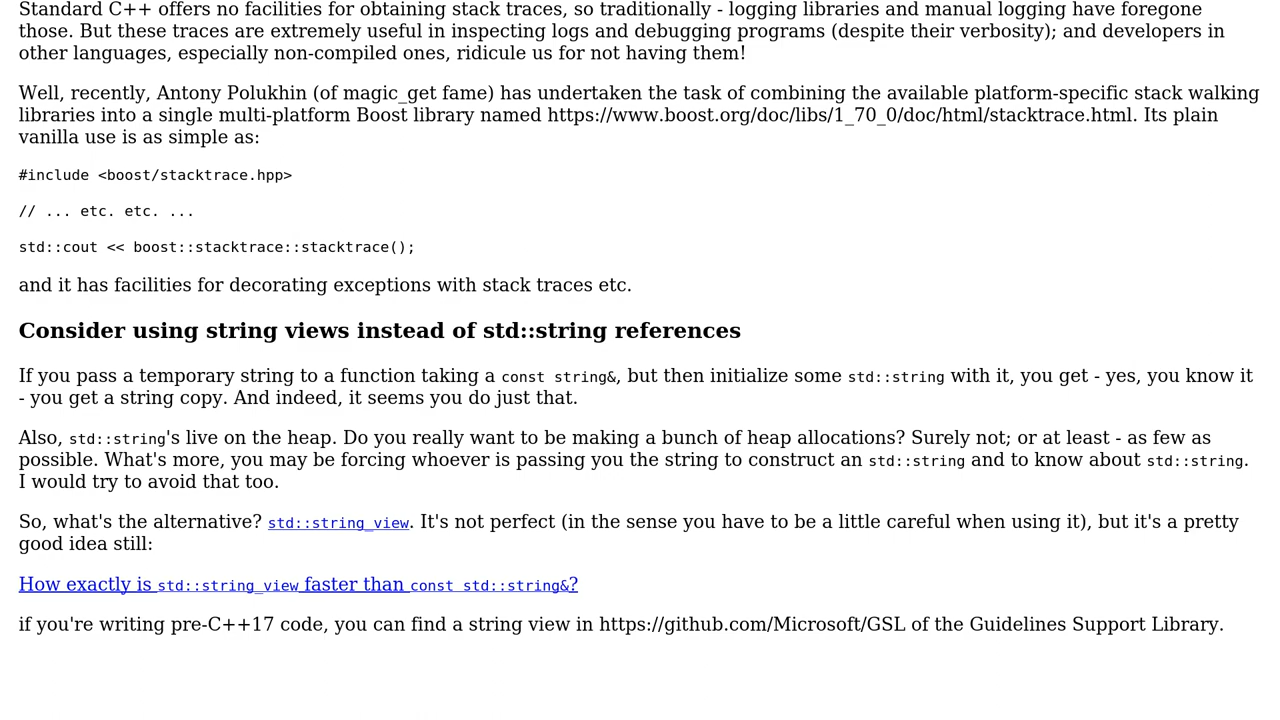 Standard C++ offers no facilities for obtaining stack traces, so traditionally - logging libraries and manual logging have foregone
those. But these traces are extremely useful in inspecting logs and debugging programs (despite their verbosity); and developers in
other languages, especially non-compiled ones, ridicule us for not having them!
Well, recently, Antony Polukhin (of magic_get fame) has undertaken the task of combining the available platform-specific stack walking
libraries into a single multi-platform Boost library named https://www.boost.org/doc/libs/1_70_0/doc/html/stacktrace.html. Its plain
vanilla use is as simple as:
#include <boost/stacktrace.hpp>
// ... etc. etc. ...
std::cout << boost::stacktrace::stacktrace();
and it has facilities for decorating exceptions with stack traces etc.
Consider using string views instead of std::string references
If you pass a temporary string to a function taking a const string&, but then initialize some std::string with it, you get - yes, you know it
- you get a string copy. And indeed, it seems you do just that.
Also, std::string's live on the heap. Do you really want to be making a bunch of heap allocations? Surely not; or at least - as few as
possible. What's more, you may be forcing whoever is passing you the string to construct an std::string and to know about std::string.
I would try to avoid that too.
So, what's the alternative? std::string_view. It's not perfect (in the sense you have to be a little careful when using it), but it's a pretty
good idea still:
How exactly is std::string_view faster than const std::string&?
if you're writing pre-C++17 code, you can find a string view in https://github.com/Microsoft/GSL of the Guidelines Support Library.